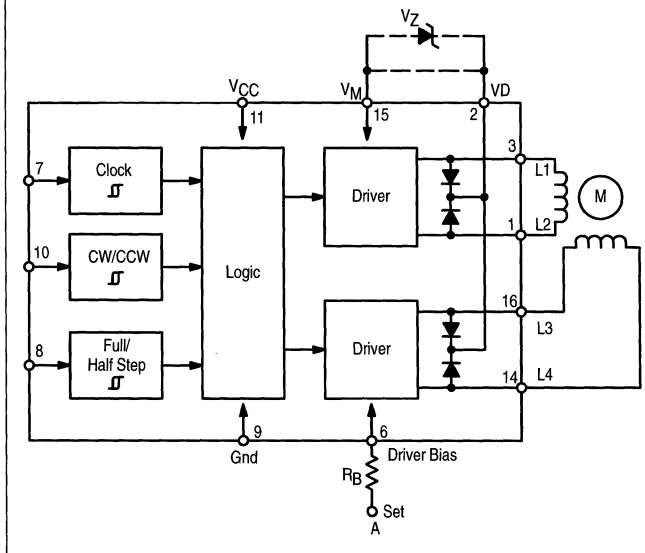 VZ
VCC
VM
VD
11
15
2
3
7
Clock
Driver
L1
M
1
L2
10
CW/CCW
Logic
16
L3
8
Full/
Half Step
Driver
14
L4
9
6
Gnd
Driver Bias
RB
Set
A